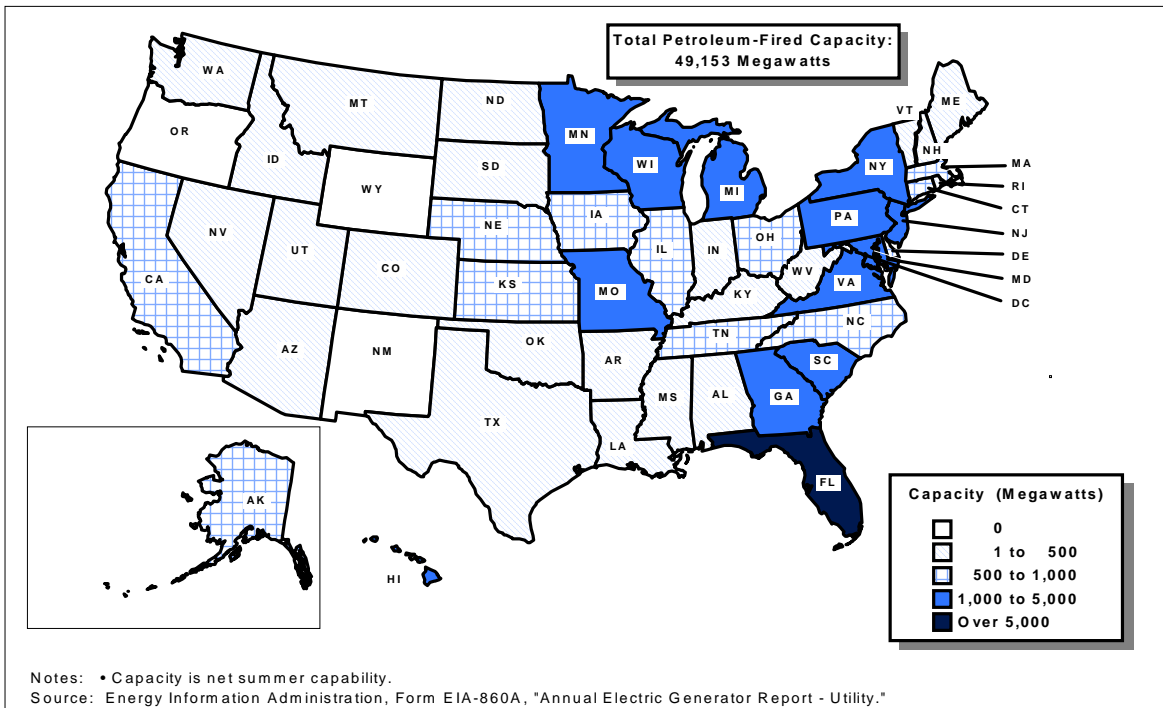 Total Petroleum-Fired Capacity:
49,153 Megawatts
WA
MT
ND
MN
VT
ME
OR
ID
SD
WI
MI
NY
NH
MA
RI
CT
NJ
DE
MD
DC
WY
NE
IA
PA
NV
UT
CO
KS
IL
IN
OH
WV
VA
CA
MO
KY
NC
AZ
NM
OK
AR
TN
SC
TX
LA
MS
AL
GA
FL
AK
HI
Capacity (Megawatts)
0
1 to 500
500 to 1,000
1,000 to 5,000
Over 5,000
Notes: • Capacity is net summer capability.
Source: Energy Information Administration, Form EIA-860A, "Annual Electric Generator Report - Utility."